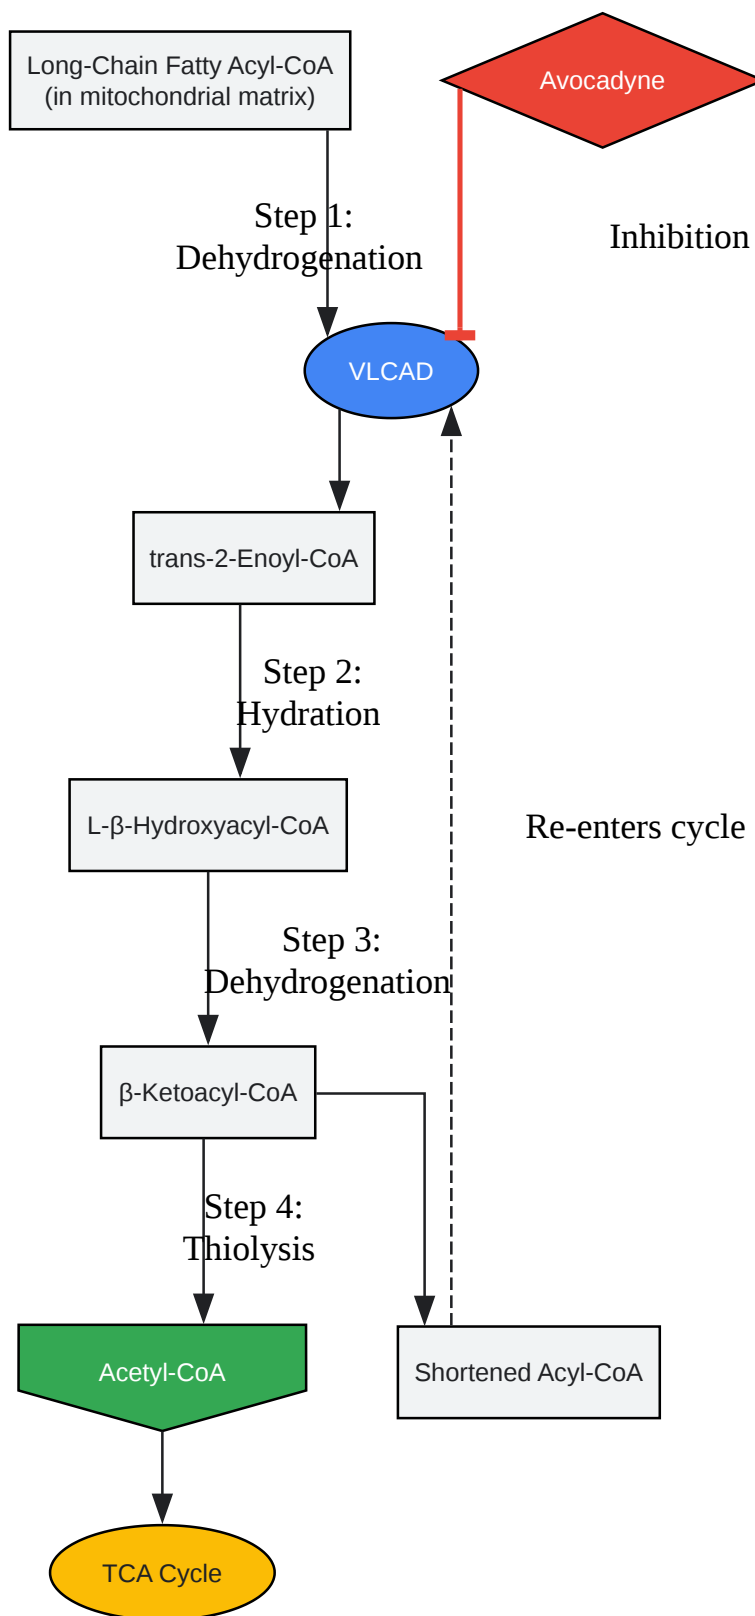 Long-Chain Fatty Acyl-CoA
(in mitochondrial matrix)
Avocadyne
Step 1:
Dehydrogenation
Inhibition
VLCAD
trans-2-Enoyl-CoA
Step 2:
Hydration
L-β-Hydroxyacyl-CoA
Re-enters cycle
Step 3:
Dehydrogenation
β-Ketoacyl-CoA
Step 4:
Thiolysis
Acetyl-CoA
Shortened Acyl-CoA
TCA Cycle